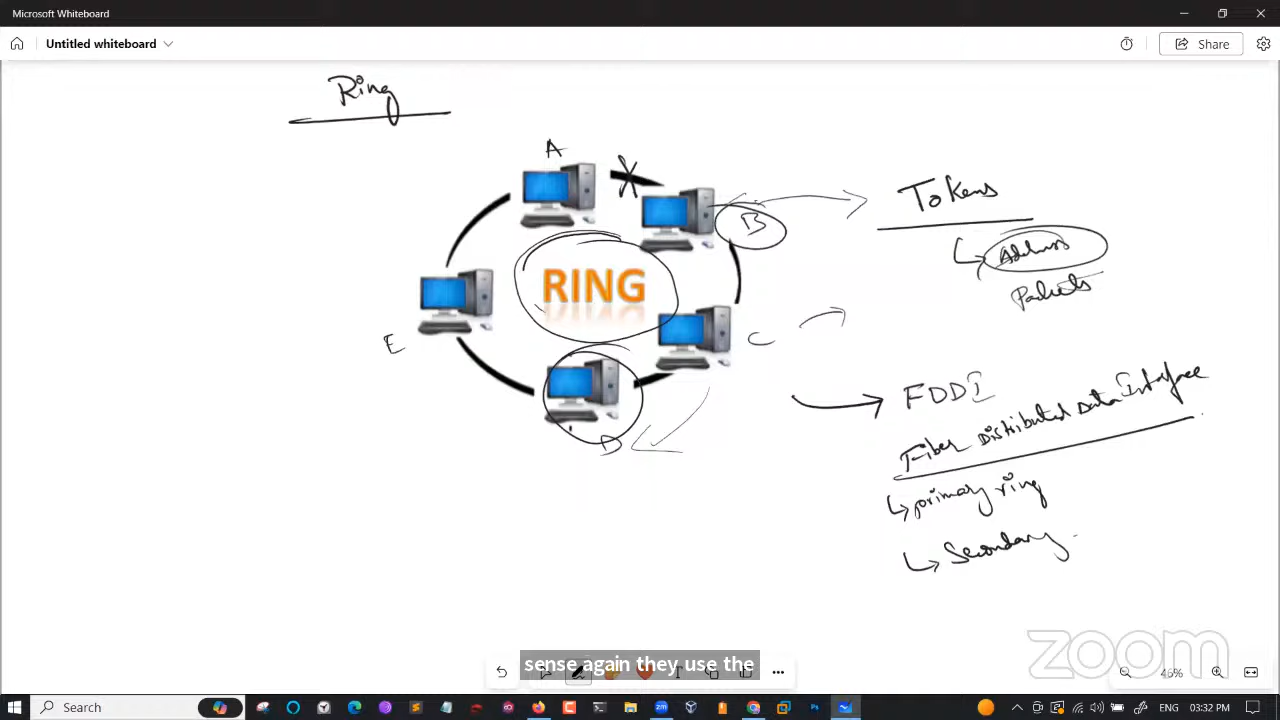 Microsoft Whiteboard
Untitled whiteboard
Share
Ring
A
B
Tokens
Address
Packets
RING
E
C
D
FDDI
Fiber Distributed Data Interface
primary ring
Secondary
zoom
sense again they use the
46%
Search
ENG
03:32 PM